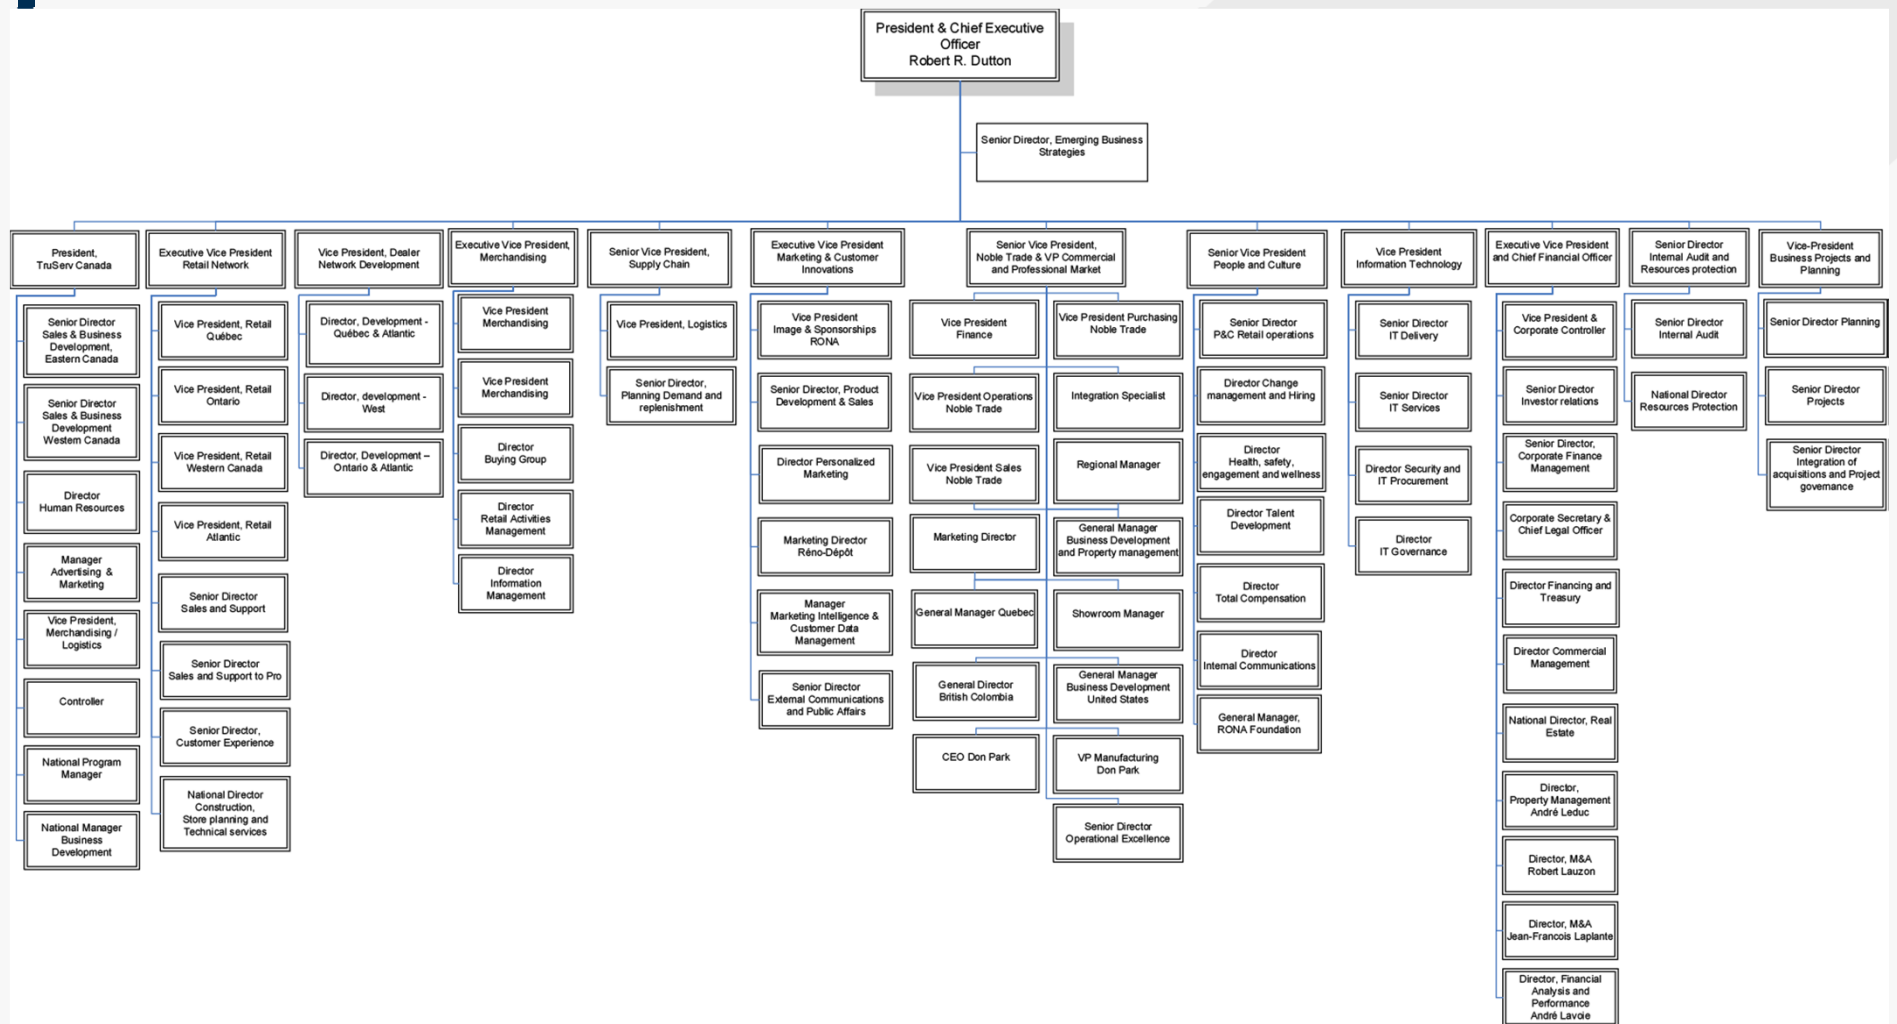 President & Chief Executive
Officer
Robert R. Dutton
Senior Director, Emerging Business
Strategies
President,
TruServ Canada
Senior Director
Sales & Business
Development,
Eastern Canada
Senior Director
Sales & Business
Development
Western Canada
Director
Human Resources
Manager
Advertising &
Marketing
Vice President,
Merchandising /
Logistics
Controller
National Program
Manager
National Manager
Business
Development
Executive Vice President
Retail Network
Vice President, Retail
Québec
Vice President, Retail
Ontario
Vice President, Retail
Western Canada
Vice President, Retail
Atlantic
Senior Director
Sales and Support
Senior Director
Sales and Support to Pro
Senior Director,
Customer Experience
National Director
Construction,
Store planning and
Technical services
Vice President, Dealer
Network Development
Director, Development -
Québec & Atlantic
Director, development -
West
Director, Development –
Ontario & Atlantic
Executive Vice President,
Merchandising
Vice President
Merchandising
Vice President
Merchandising
Director
Buying Group
Director
Retail Activities
Management
Director
Information
Management
Senior Vice President,
Supply Chain
Vice President, Logistics
Senior Director,
Planning Demand and
replenishment
Executive Vice President
Marketing & Customer
Innovations
Vice President
Image & Sponsorships
RONA
Senior Director, Product
Development & Sales
Director Personalized
Marketing
Marketing Director
Réno-Dépôt
Manager
Marketing Intelligence &
Customer Data
Management
Senior Director
External Communications
and Public Affairs
Senior Vice President,
Noble Trade & VP Commercial
and Professional Market
Vice President
Finance
Vice President Purchasing
Noble Trade
Vice President Operations
Noble Trade
Integration Specialist
Vice President Sales
Noble Trade
Regional Manager
Marketing Director
General Manager
Business Development
and Property management
General Manager Quebec
Showroom Manager
General Director
British Colombia
General Manager
Business Development
United States
CEO Don Park
VP Manufacturing
Don Park
Senior Director
Operational Excellence
Senior Vice President
People and Culture
Senior Director
P&C Retail operations
Director Change
management and Hiring
Director
Health, safety,
engagement and wellness
Director Talent
Development
Director
Total Compensation
Director
Internal Communications
General Manager,
RONA Foundation
Vice President
Information Technology
Senior Director
IT Delivery
Senior Director
IT Services
Director Security and
IT Procurement
Director
IT Governance
Executive Vice President
and Chief Financial Officer
Vice President &
Corporate Controller
Senior Director
Investor relations
Senior Director,
Corporate Finance
Management
Corporate Secretary &
Chief Legal Officer
Director Financing and
Treasury
Director Commercial
Management
National Director, Real
Estate
Director,
Property Management
André Leduc
Director, M&A
Robert Lauzon
Director, M&A
Jean-Francois Laplante
Director, Financial
Analysis and
Performance
André Lavoie
Senior Director
Internal Audit and
Resources protection
Senior Director
Internal Audit
National Director
Resources Protection
Vice-President
Business Projects and
Planning
Senior Director Planning
Senior Director
Projects
Senior Director
Integration of
acquisitions and Project
governance